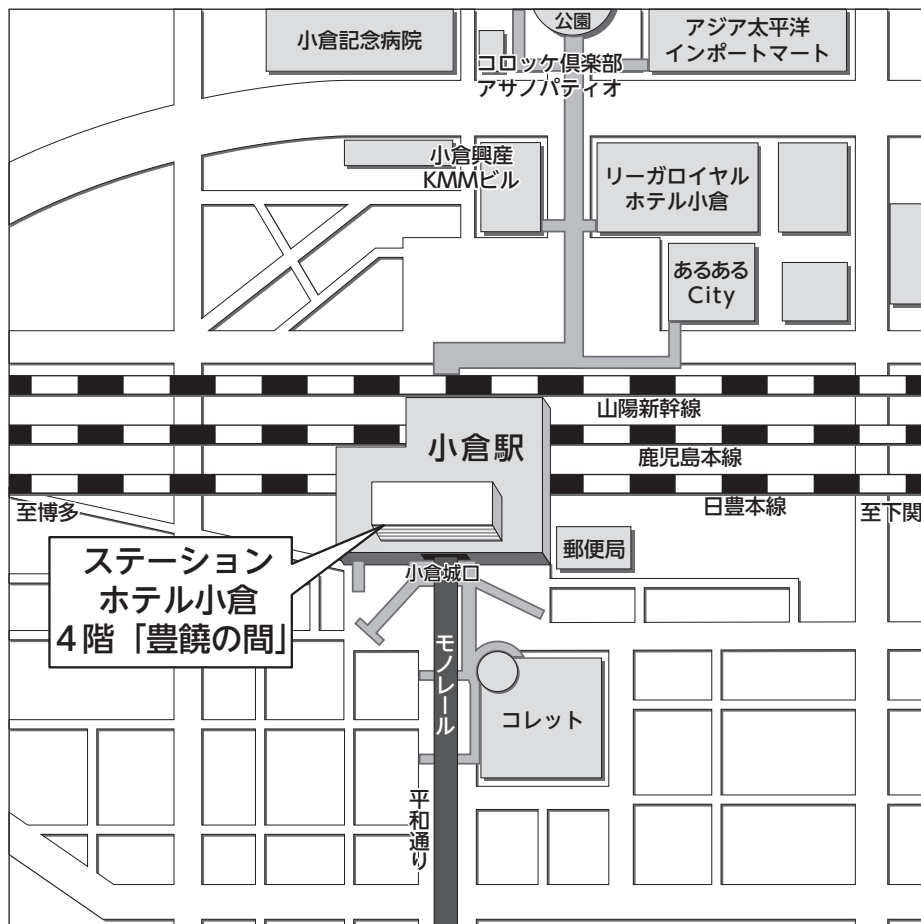 小倉記念病院
公園
アジア太平洋
インポートマート
コロッケ倶楽部
アサノパティオ
小倉興産
KMMビル
リーガロイヤル
ホテル小倉
あるある
City
山陽新幹線
小倉駅
鹿児島本線
日豊本線
至博多
至下関
郵便局
ステーション
ホテル小倉
4階「豊饒の間」
小倉城口
モノレール
コレット
平和通り